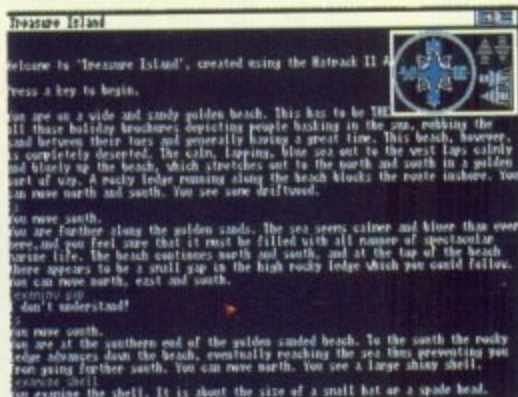 Treasure Island
Welcome to 'Treasure Island', created using the Hatpack II A
Press a key to begin.
You are on a wide and sandy golden beach. This has to be THE
all those holiday brochures depicting people basking in the sun, rubbing the
sand between their toes and generally having a great time. This beach, however,
is completely deserted. The calm, lapping, blue sea out to the west laps calmly
and bluely up the beach, which stretches out to the north and south in a golden
sort of way. A rocky ledge running along the beach blocks the route inshore. You
can move north and south. You see some driftwood.
You move south.
You are further along the golden sands. The sea seems calmer and bluer than ever
here, and you feel sure that it must be filled with all manner of spectacular
marine life. The beach continues north and south, and at the top of the beach
there appears to be a small gap in the high rocky ledge which you could follow.
You can move north, east and south.
I don't understand!
You move south.
You are at the southern end of the golden sanded beach. To the south the rocky
ledge advances down the beach, eventually reaching the sea thus preventing you
from going further south. You can move north. You see a large shiny shell.
examine shell
You examine the shell. It is about the size of a small hat or a spade head.